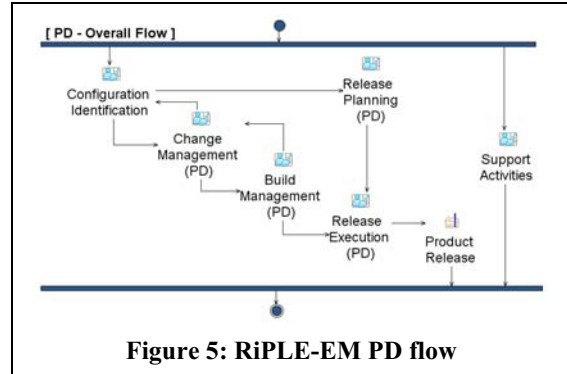 [ PD - Overall Flow ]
Configuration
Identification
Release
Planning
(PD)
Change
Management
(PD)
Support
Activities
Build
Management
(PD)
Release
Execution
(PD)
Product
Release
Figure 5: RiPLE-EM PD flow